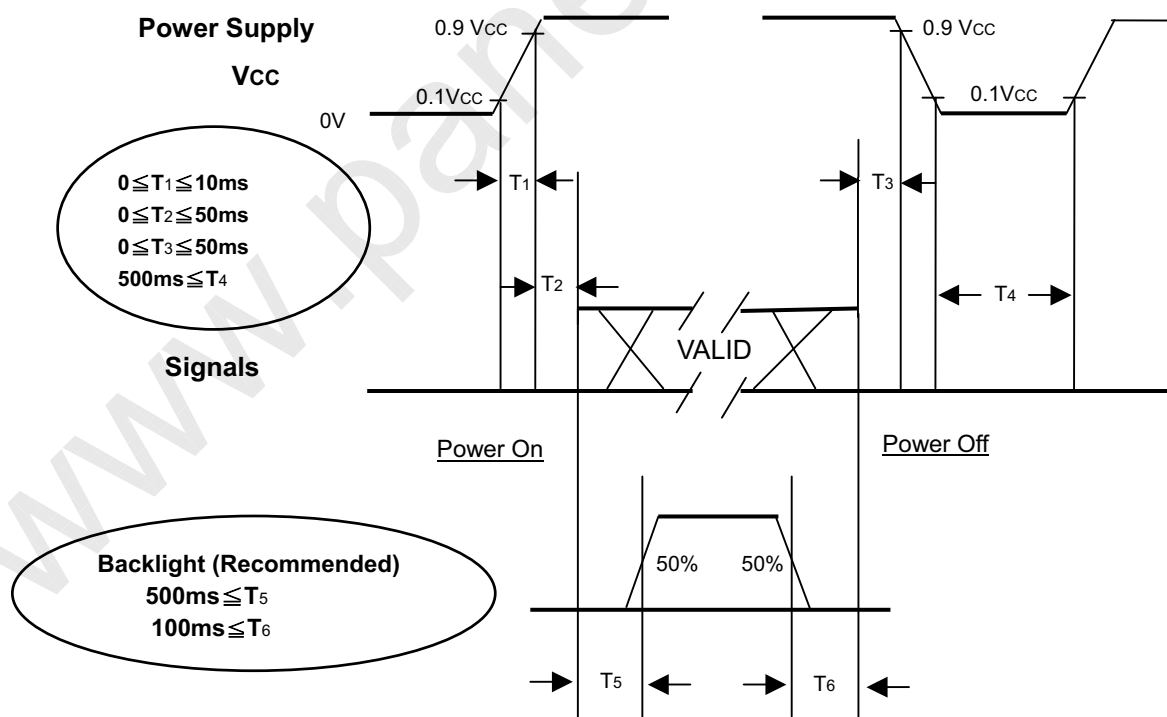 Power Supply
VCC
0.9 VCC
0.9 VCC
0.1VCC
0.1VCC
0V
0≦T1≦10ms
0≦T2≦50ms
0≦T3≦50ms
500ms≦T4
T1
T3
T2
T4
VALID
Signals
Power On
Power Off
Backlight (Recommended)
500ms≦T5
100ms≦T6
50%
50%
T5
T6
www.pane